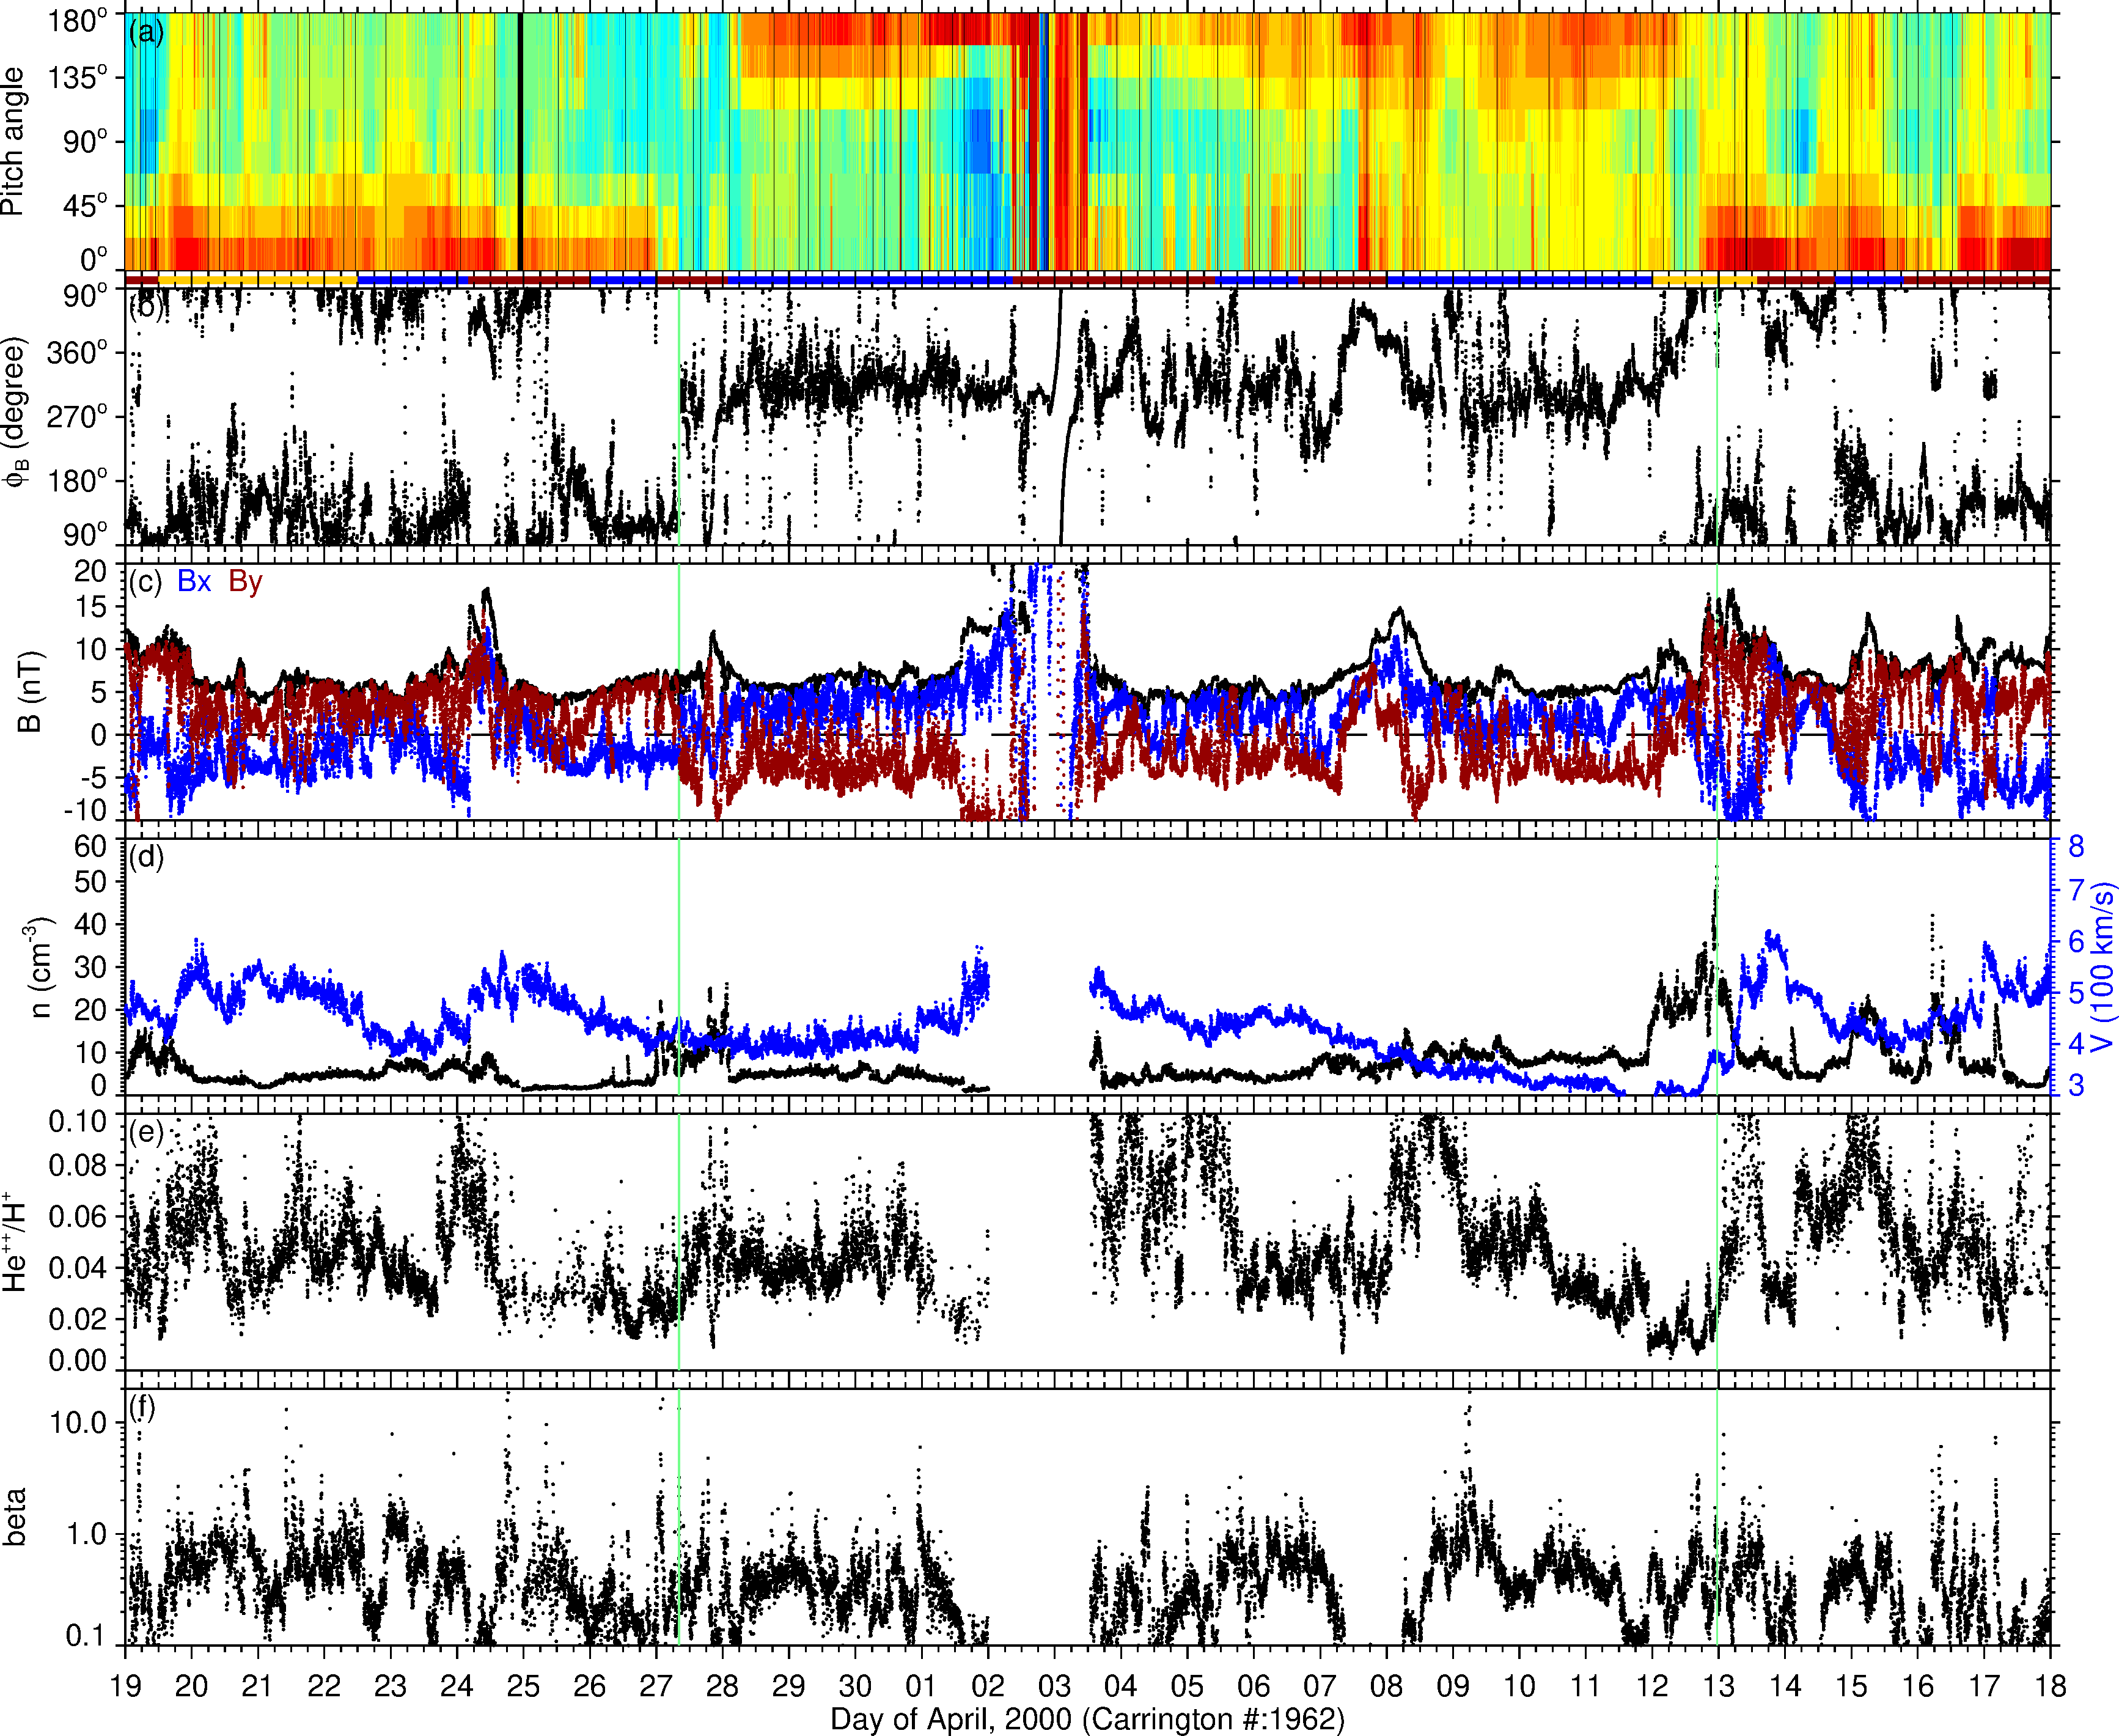 (a)
180°
135°
90°
45°
0°
Pitch angle
(b)
90°
360°
270°
180°
90°
ϕB (degree)
(c) Bx By
20
15
10
5
0
-5
-10
B (nT)
(d)
60
50
40
30
20
10
0
n (cm-3)
8
7
6
5
4
3
V (100 km/s)
(e)
0.10
0.08
0.06
0.04
0.02
0.00
He++/H+
(f)
10.0
1.0
0.1
beta
19 20 21 22 23 24 25 26 27 28 29 30 01 02 03 04 05 06 07 08 09 10 11 12 13 14 15 16 17 18
Day of April, 2000 (Carrington #:1962)